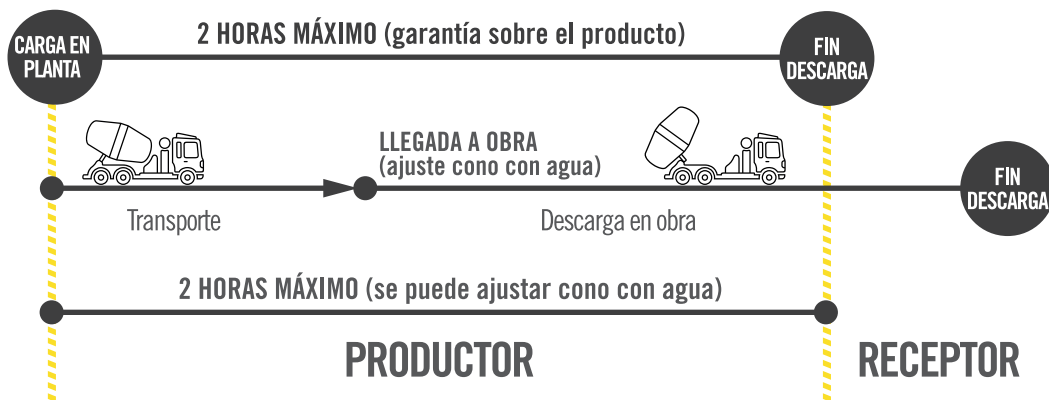 CARGA EN
PLANTA
2 HORAS MÁXIMO (garantía sobre el producto)
FIN
DESCARGA
LLEGADA A OBRA
(ajuste cono con agua)
FIN
DESCARGA
Transporte
Descarga en obra
2 HORAS MÁXIMO (se puede ajustar cono con agua)
PRODUCTOR
RECEPTOR